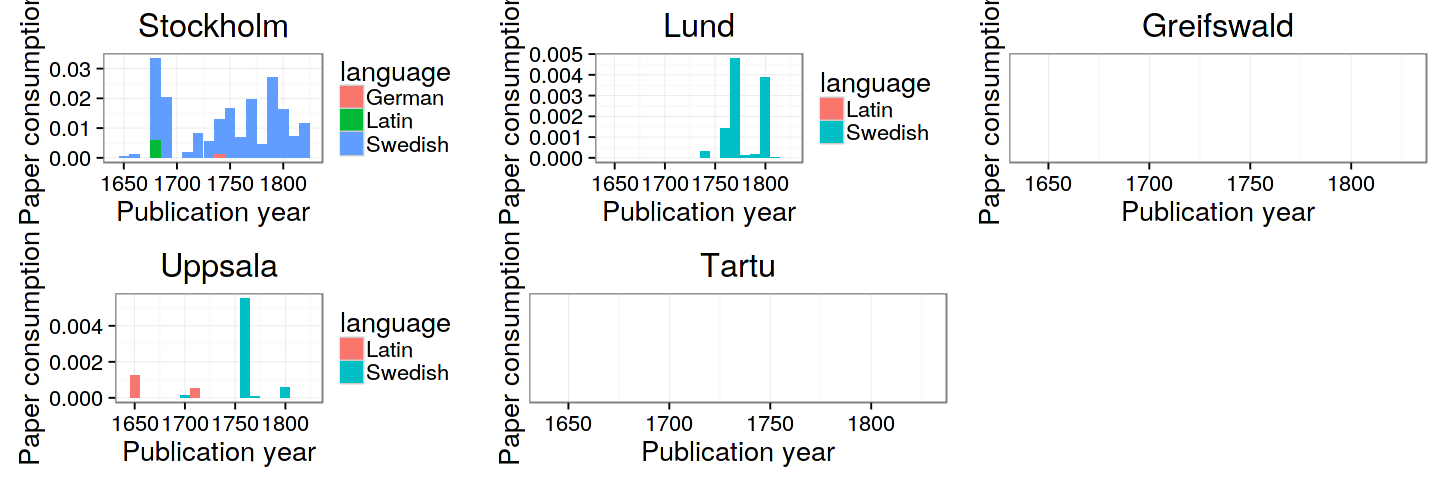 Stockholm
Paper consumption
0.03
0.02
0.01
0.00
1650 1700 1750 1800
Publication year
language
German
Latin
Swedish
Lund
Paper consumption
0.005
0.004
0.003
0.002
0.001
0.000
1650 1700 1750 1800
Publication year
language
Latin
Swedish
Greifswald
Paper consumption
1650 1700 1750 1800
Publication year
Uppsala
Paper consumption
0.004
0.002
0.000
1650 1700 1750 1800
Publication year
language
Latin
Swedish
Tartu
Paper consumption
1650 1700 1750 1800
Publication year